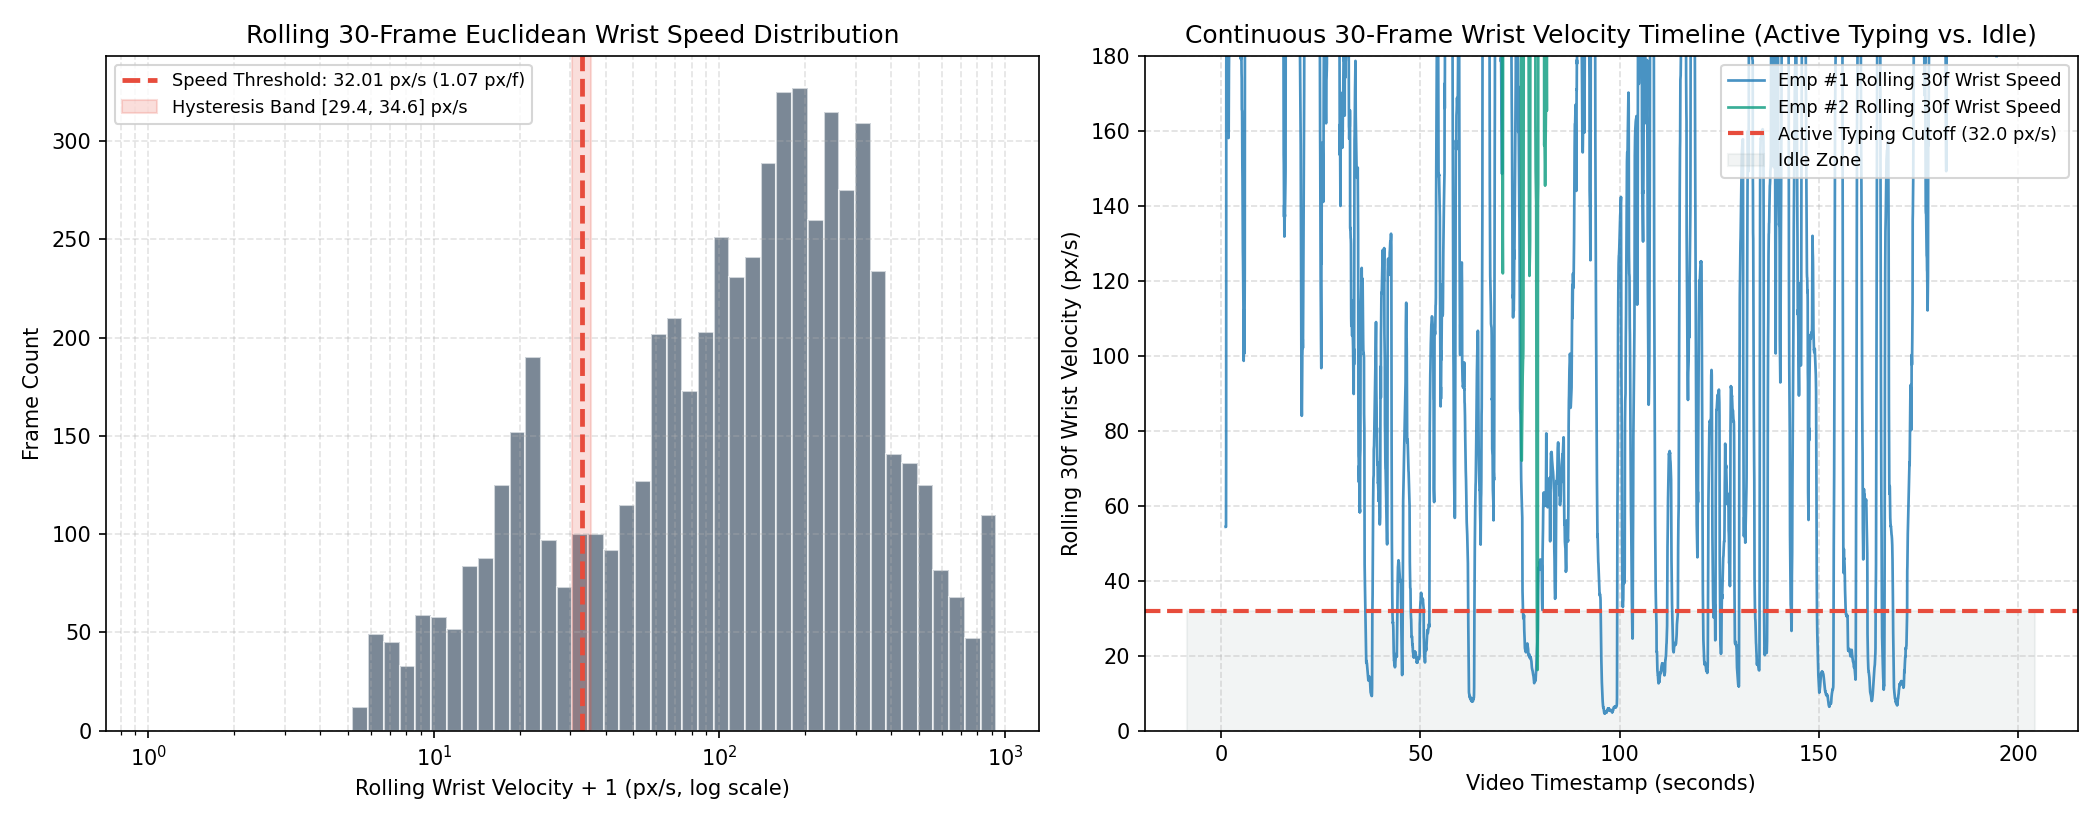 Rolling 30-Frame Euclidean Wrist Speed Distribution
Speed Threshold: 32.01 px/s (1.07 px/f)
Hysteresis Band [29.4, 34.6] px/s
Frame Count
300
250
200
150
100
50
0
10⁰
10¹
10²
10³
Rolling Wrist Velocity + 1 (px/s, log scale)
Continuous 30-Frame Wrist Velocity Timeline (Active Typing vs. Idle)
Emp #1 Rolling 30f Wrist Speed
Emp #2 Rolling 30f Wrist Speed
Active Typing Cutoff (32.0 px/s)
Idle Zone
Rolling 30f Wrist Velocity (px/s)
180
160
140
120
100
80
60
40
20
0
0
50
100
150
200
Video Timestamp (seconds)